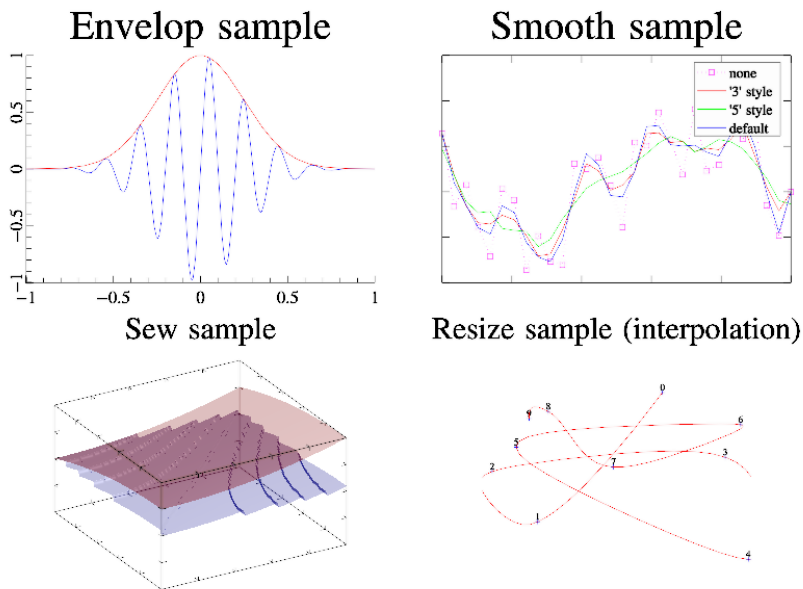 Envelop sample
Smooth sample
1
0.5
0
−0.5
−1
−1
−0.5
0
0.5
1
none
'3' style
'5' style
default
Sew sample
Resize sample (interpolation)
0
9
8
6
5
7
3
2
1
4